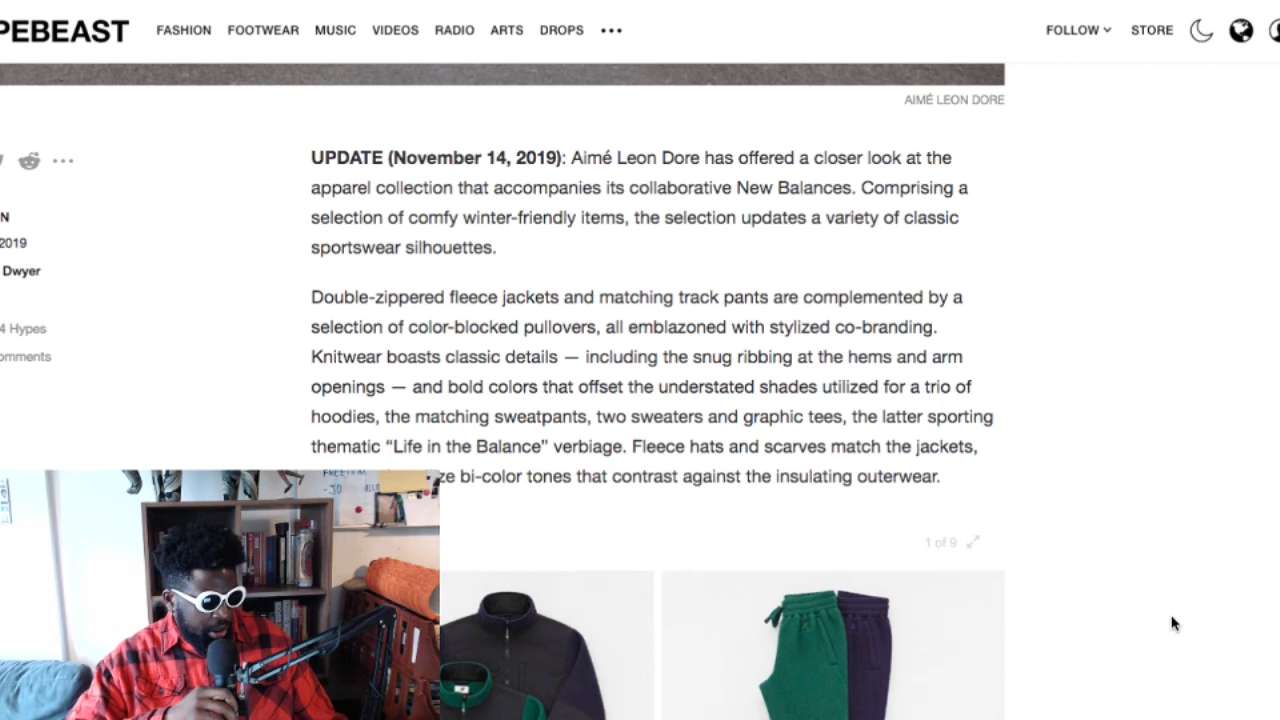 PEBEAST FASHION FOOTWEAR MUSIC VIDEOS RADIO ARTS DROPS ••• FOLLOW STORE
AIMÉ LEON DORE
N
2019
Dwyer
4 Hypes
omments
UPDATE (November 14, 2019): Aimé Leon Dore has offered a closer look at the
apparel collection that accompanies its collaborative New Balances. Comprising a
selection of comfy winter-friendly items, the selection updates a variety of classic
sportswear silhouettes.
Double-zippered fleece jackets and matching track pants are complemented by a
selection of color-blocked pullovers, all emblazoned with stylized co-branding.
Knitwear boasts classic details — including the snug ribbing at the hems and arm
openings — and bold colors that offset the understated shades utilized for a trio of
hoodies, the matching sweatpants, two sweaters and graphic tees, the latter sporting
thematic “Life in the Balance” verbiage. Fleece hats and scarves match the jackets,
ze bi-color tones that contrast against the insulating outerwear.
1 of 9